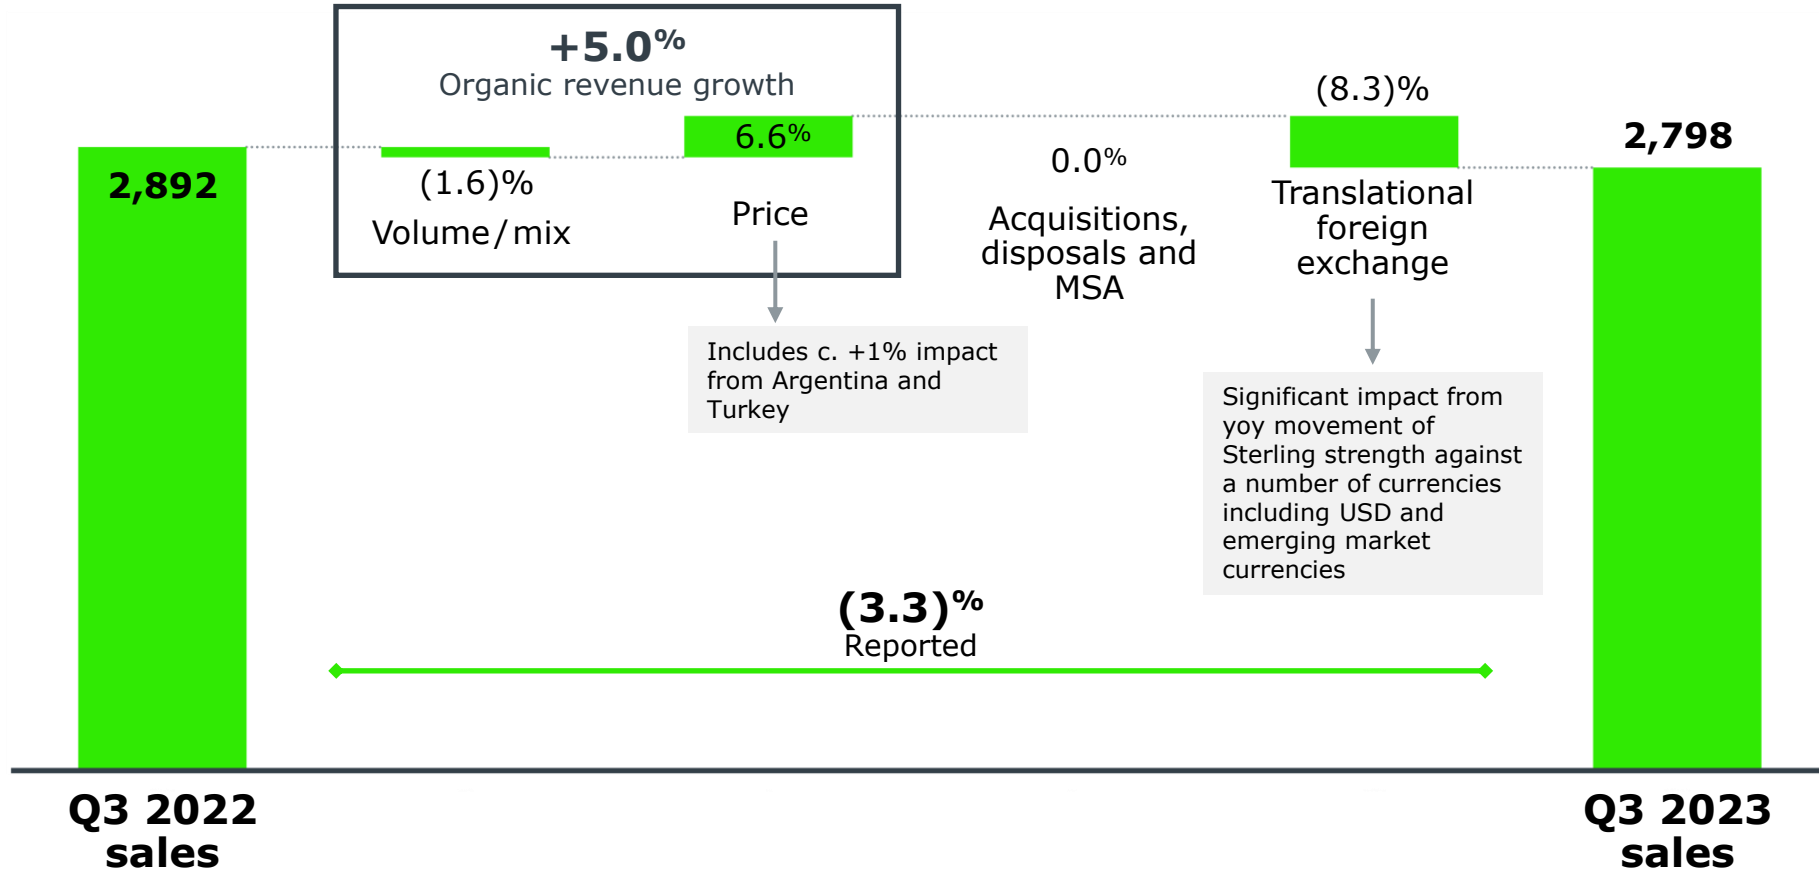 +5.0%
Organic revenue growth
2,892
(1.6)%
Volume/mix
6.6%
Price
Includes c. +1% impact
from Argentina and
Turkey
0.0%
Acquisitions,
disposals and
MSA
(8.3)%
Translational
foreign
exchange
Significant impact from
yoy movement of
Sterling strength against
a number of currencies
including USD and
emerging market
currencies
2,798
(3.3)%
Reported
Q3 2022
sales
Q3 2023
sales